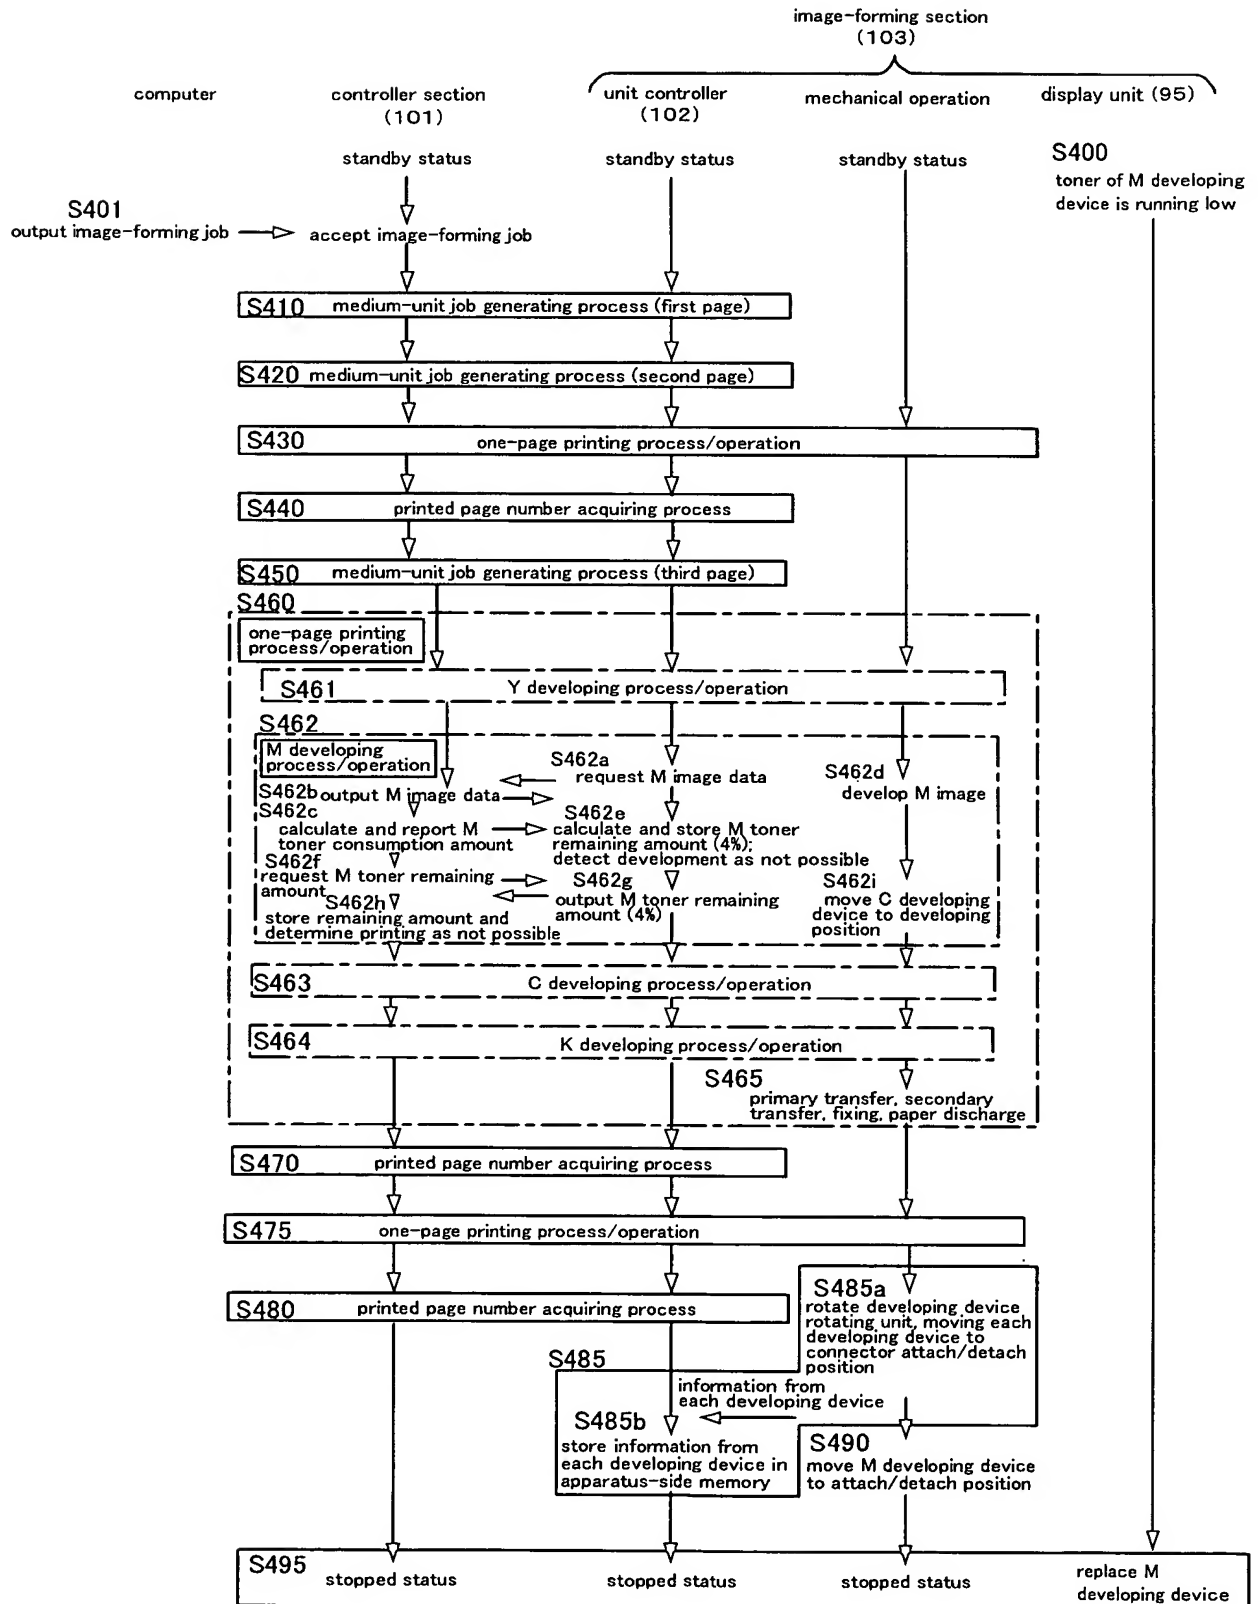 image-forming section
(103)
computer
controller section
(101)
unit controller
(102)
mechanical operation
display unit (95)
standby status
standby status
standby status
S400
toner of M developing
device is running low
S401
output image-forming job
accept image-forming job
S410 medium-unit job generating process (first page)
S420 medium-unit job generating process (second page)
S430 one-page printing process/operation
S440 printed page number acquiring process
S450 medium-unit job generating process (third page)
S460
one-page printing
process/operation
S461 Y developing process/operation
S462
M developing
process/operation
S462a
request M image data
S462b output M image data
S462c
calculate and report M
toner consumption amount
S462d
develop M image
S462e
calculate and store M toner
remaining amount (4%);
detect development as not possible
S462f
request M toner remaining
amount
S462g
output M toner remaining
amount (4%)
S462h
store remaining amount and
determine printing as not possible
S462i
move C developing
device to developing
position
S463 C developing process/operation
S464 K developing process/operation
S465
primary transfer, secondary
transfer, fixing, paper discharge
S470 printed page number acquiring process
S475 one-page printing process/operation
S480 printed page number acquiring process
S485a
rotate developing device
rotating unit, moving each
developing device to
connector attach/detach
position
S485
information from
each developing device
S485b
store information from
each developing device in
apparatus-side memory
S490
move M developing device
to attach/detach position
S495
stopped status
stopped status
stopped status
replace M
developing device